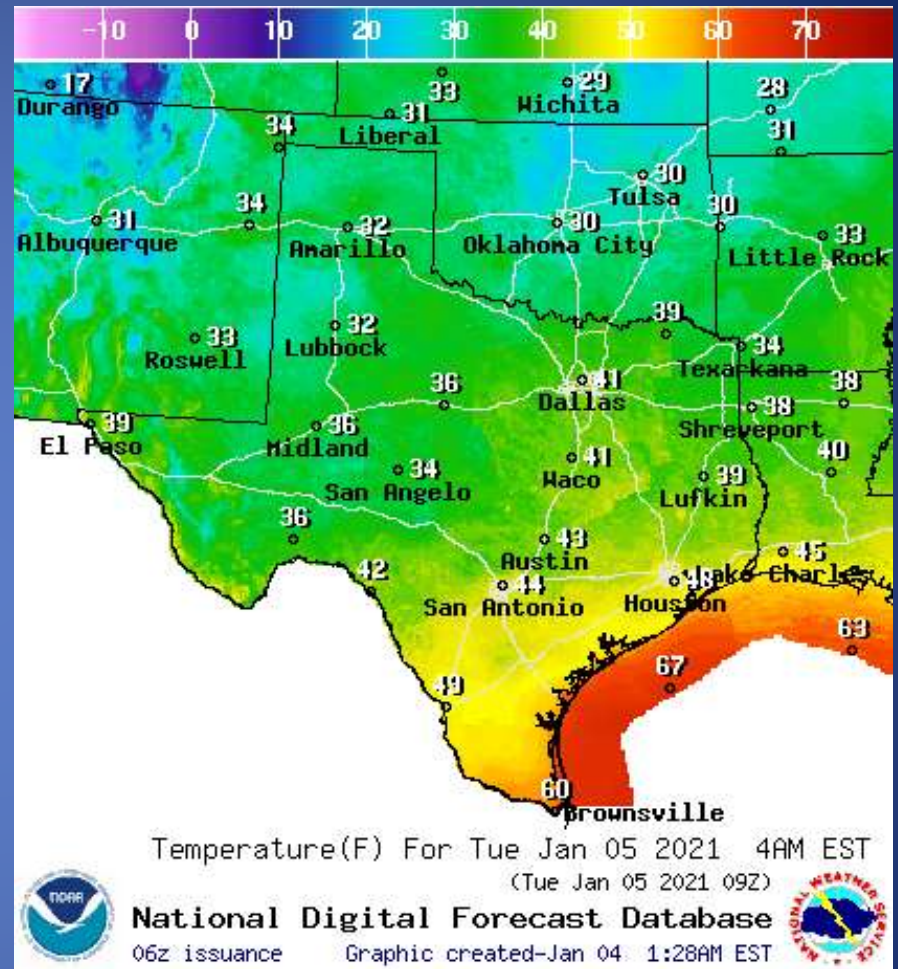 -10 0 10 20 30 40 50 60 70
17
Durango
33
29
Wichita
28
31
Liberal
34
31
30
Tulsa
31
Albuquerque
34
32
Amarillo
30
Oklahoma City
30
33
Little Rock
33
Roswell
32
Lubbock
39
34
Texarkana
41
Dallas
36
38
Shreveport
38
39
El Paso
36
Midland
34
San Angelo
41
Waco
39
Lufkin
40
36
43
Austin
45
Lake Charles
42
44
San Antonio
48
Houston
63
67
49
60
Brownsville
Temperature(F) For Tue Jan 05 2021 4AM EST
(Tue Jan 05 2021 09Z)
National Digital Forecast Database
06z issuance Graphic created-Jan 04 1:28AM EST
NOAA
NATIONAL WEATHER SERVICE